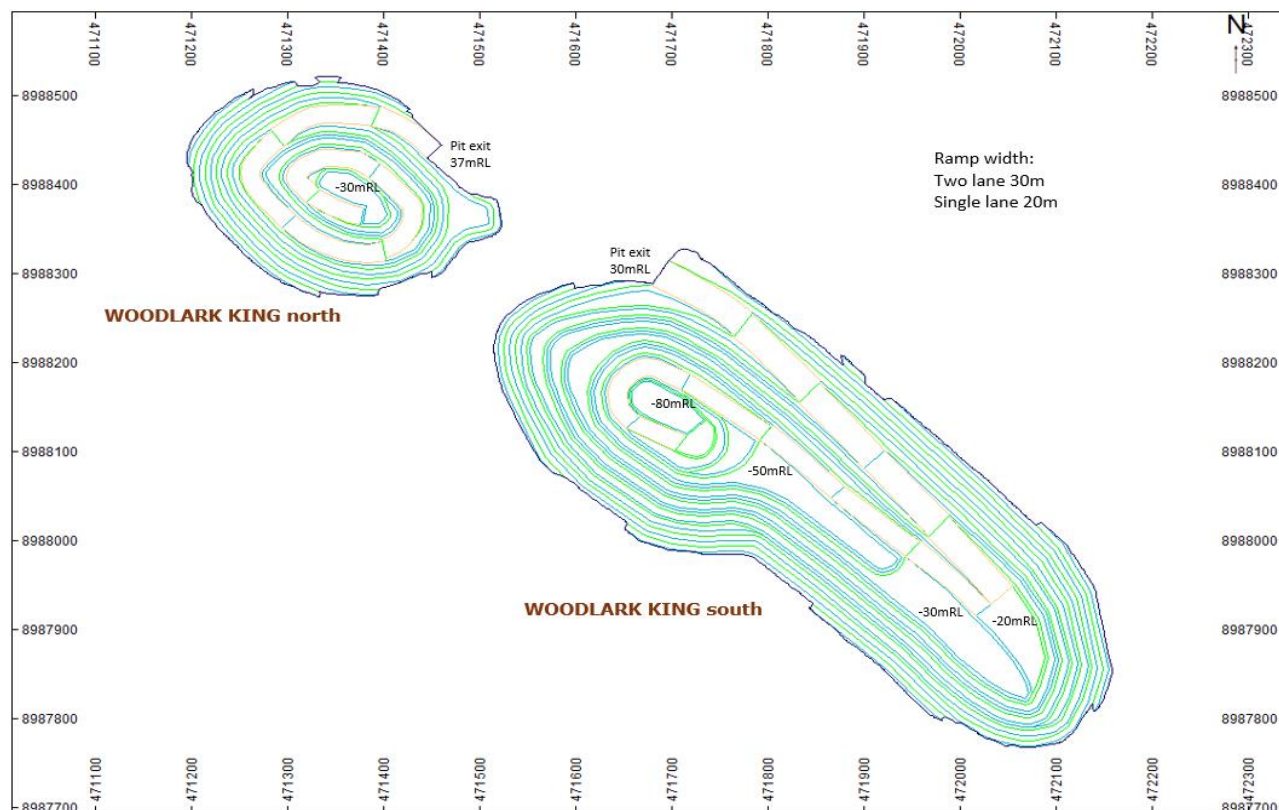 471100
471200
471300
471400
471500
471600
471700
471800
471900
472000
472100
472200
472300
N
8988500
8988500
Pit exit
37mRL
Ramp width:
Two lane 30m
Single lane 20m
8988400
-30mRL
8988400
Pit exit
30mRL
8988300
8988300
WOODLARK KING north
8988200
8988200
-80mRL
8988100
-50mRL
8988100
8988000
8988000
WOODLARK KING south
8987900
-30mRL
-20mRL
8987900
8987800
8987800
471100
471200
471300
471400
471500
471600
471700
471800
471900
472000
472100
472200
472300
8987700
8987700